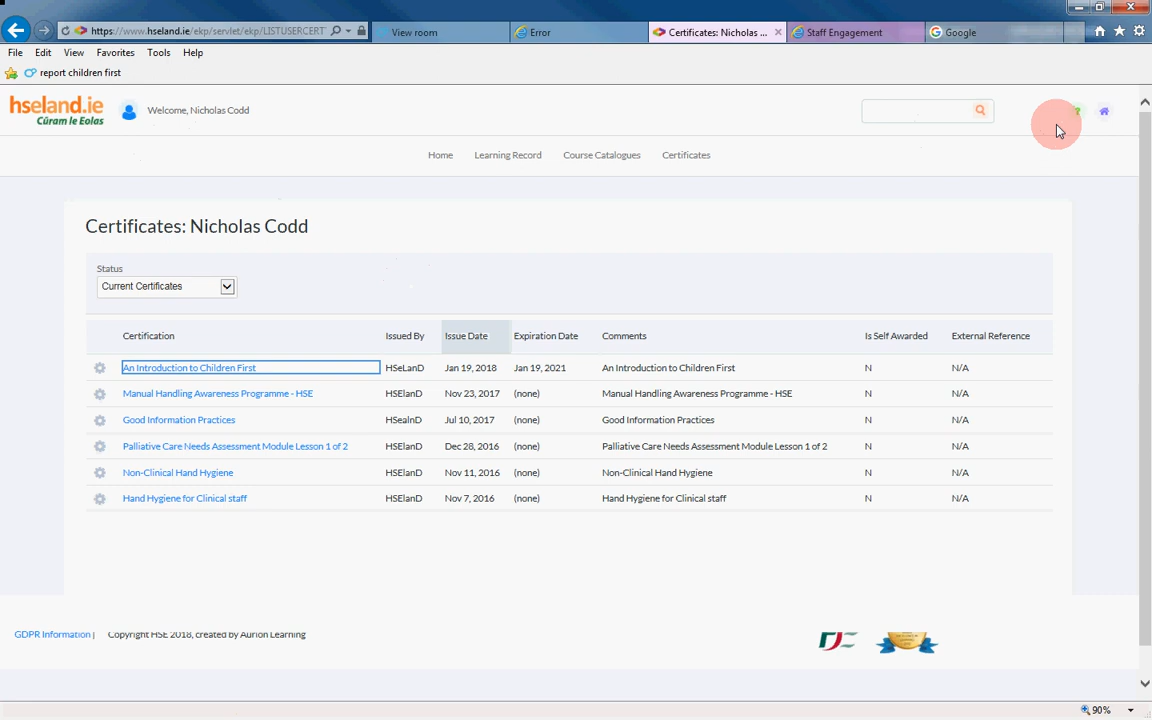 https://www.hseland.ie/ekp/servlet/ekp/LISTUSERCERT
View room
Error
Certificates: Nicholas ...
Staff Engagement
Google
File Edit View Favorites Tools Help
report children first
hseland.ie
Cúram le Eolas
Welcome, Nicholas Codd
?
Home Learning Record Course Catalogues Certificates
Certificates: Nicholas Codd
Status
Current Certificates
Certification Issued By Issue Date Expiration Date Comments Is Self Awarded External Reference
An Introduction to Children First HSeLanD Jan 19, 2018 Jan 19, 2021 An Introduction to Children First N N/A
Manual Handling Awareness Programme - HSE HSElanD Nov 23, 2017 (none) Manual Handling Awareness Programme - HSE N N/A
Good Information Practices HSealnD Jul 10, 2017 (none) Good Information Practices N N/A
Palliative Care Needs Assessment Module Lesson 1 of 2 HSElanD Dec 28, 2016 (none) Palliative Care Needs Assessment Module Lesson 1 of 2 N N/A
Non-Clinical Hand Hygiene HSElanD Nov 11, 2016 (none) Non-Clinical Hand Hygiene N N/A
Hand Hygiene for Clinical staff HSElanD Nov 7, 2016 (none) Hand Hygiene for Clinical staff N N/A
GDPR Information | Copyright HSE 2018, created by Aurion Learning
90%